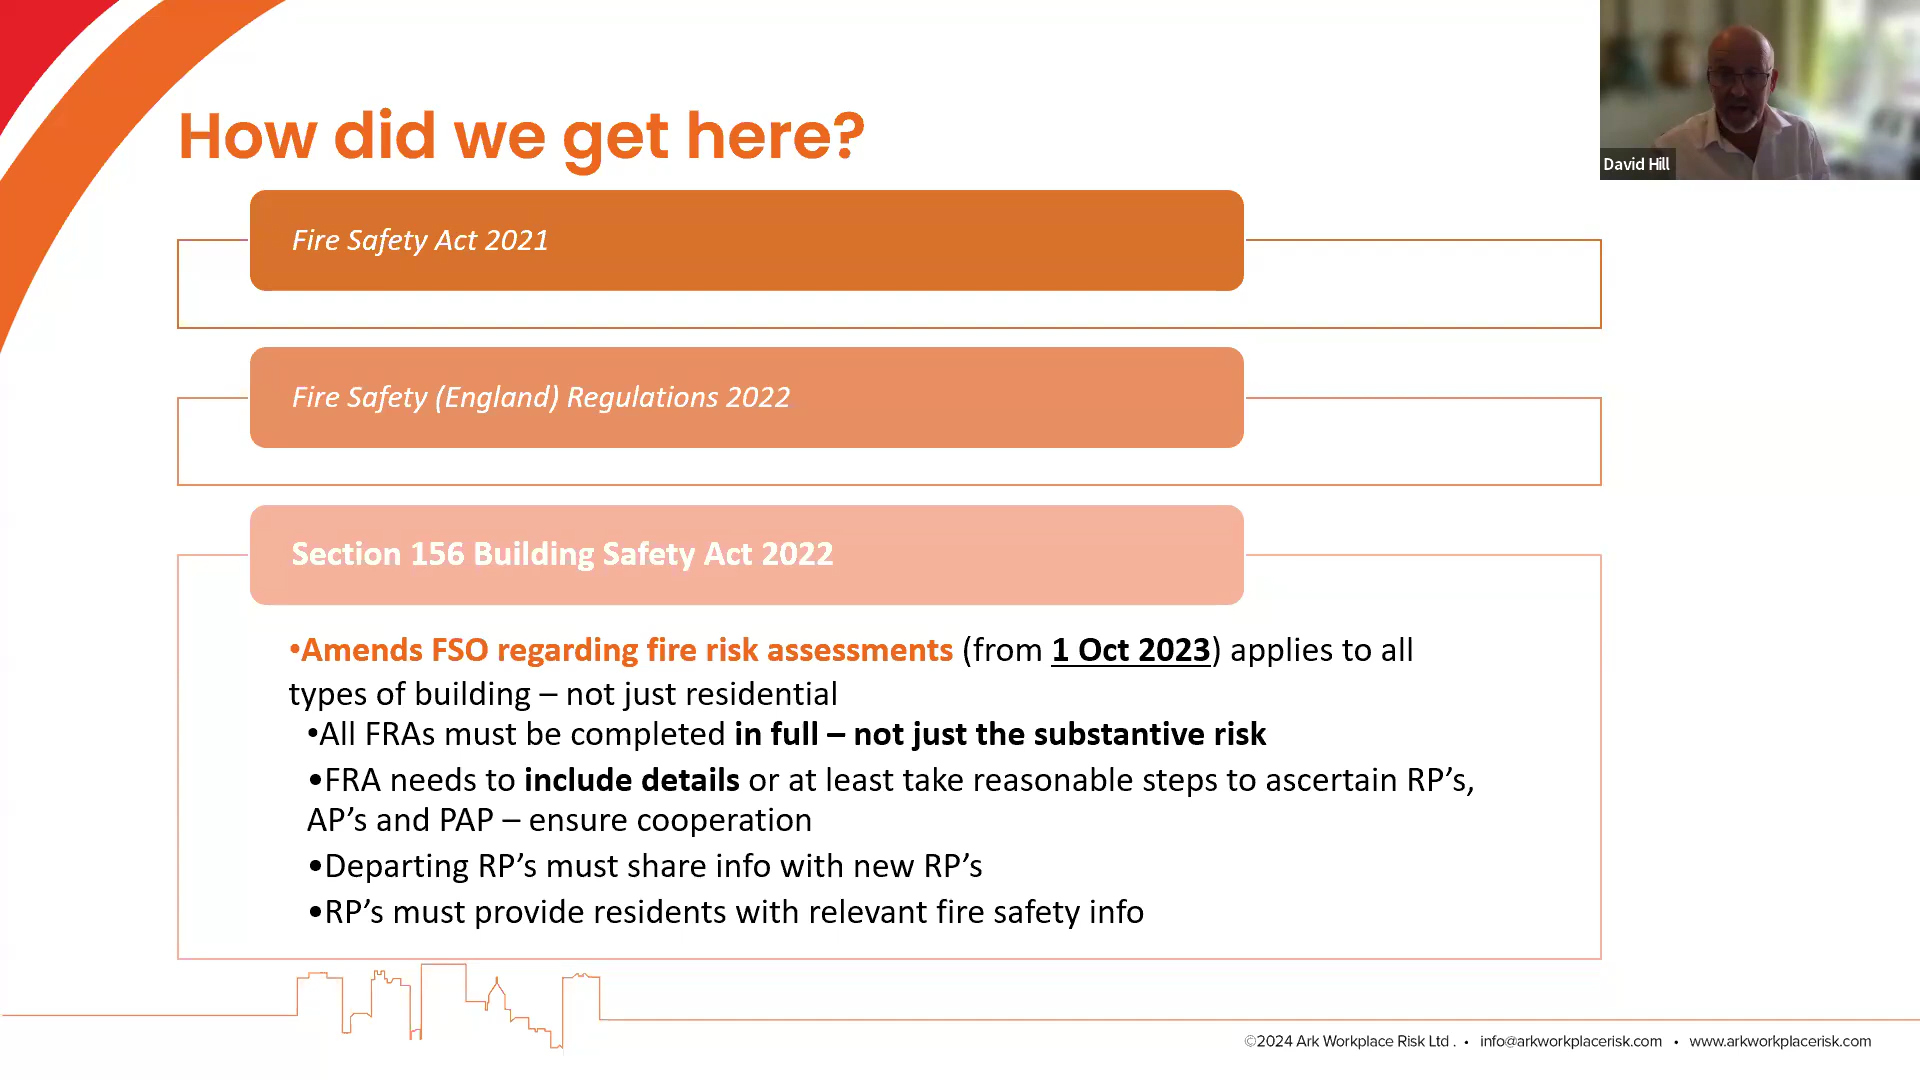 How did we get here?
David Hill
Fire Safety Act 2021
Fire Safety (England) Regulations 2022
Section 156 Building Safety Act 2022
•Amends FSO regarding fire risk assessments (from 1 Oct 2023) applies to all
types of building – not just residential
•All FRAs must be completed in full – not just the substantive risk
•FRA needs to include details or at least take reasonable steps to ascertain RP’s,
AP’s and PAP – ensure cooperation
•Departing RP’s must share info with new RP’s
•RP’s must provide residents with relevant fire safety info
©2024 Ark Workplace Risk Ltd . • info@arkworkplacerisk.com • www.arkworkplacerisk.com